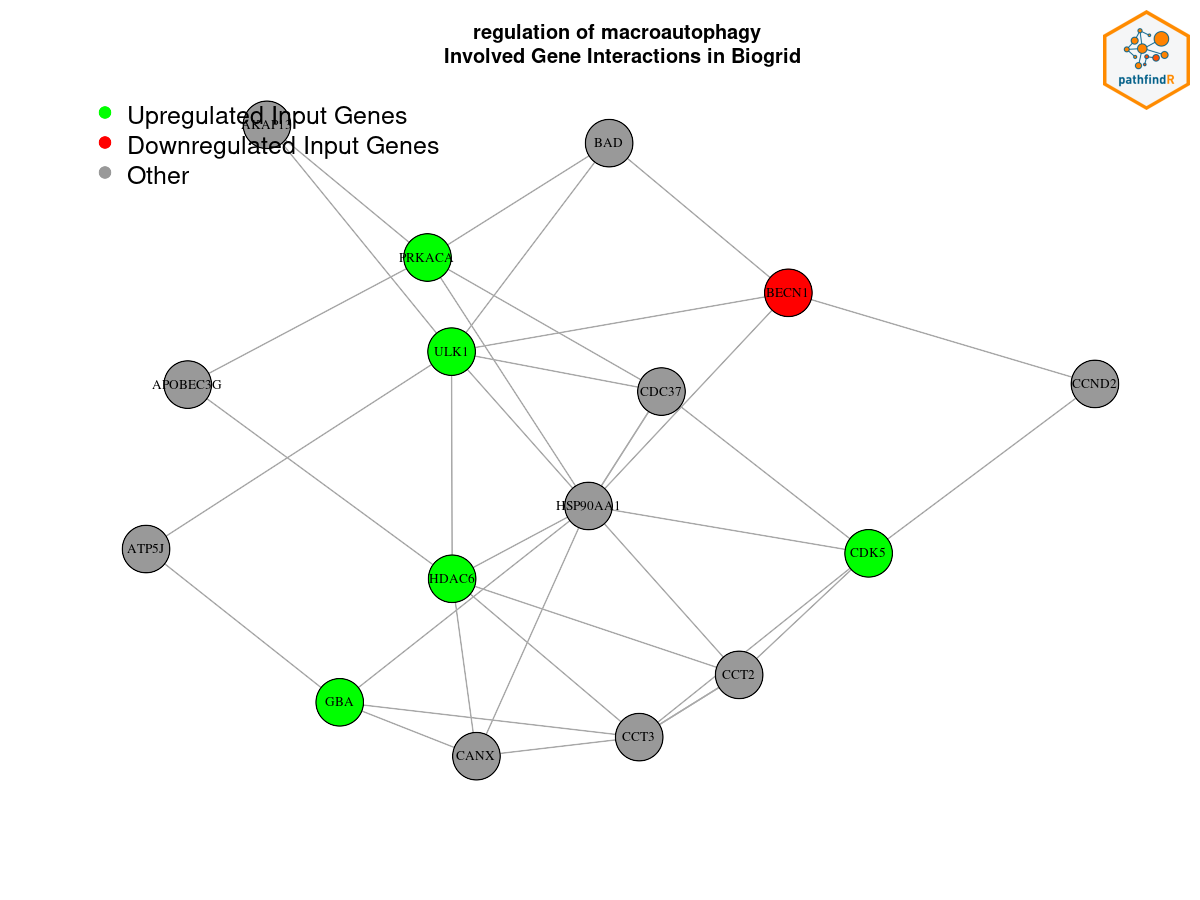 regulation of macroautophagy
Involved Gene Interactions in Biogrid
pathfindR
Upregulated Input Genes
Downregulated Input Genes
Other
AKAP13
BAD
PRKACA
BECN1
ULK1
APOBEC3G
CDC37
CCND2
HSP90AA1
ATP5J
CDK5
HDAC6
CCT2
GBA
CCT3
CANX